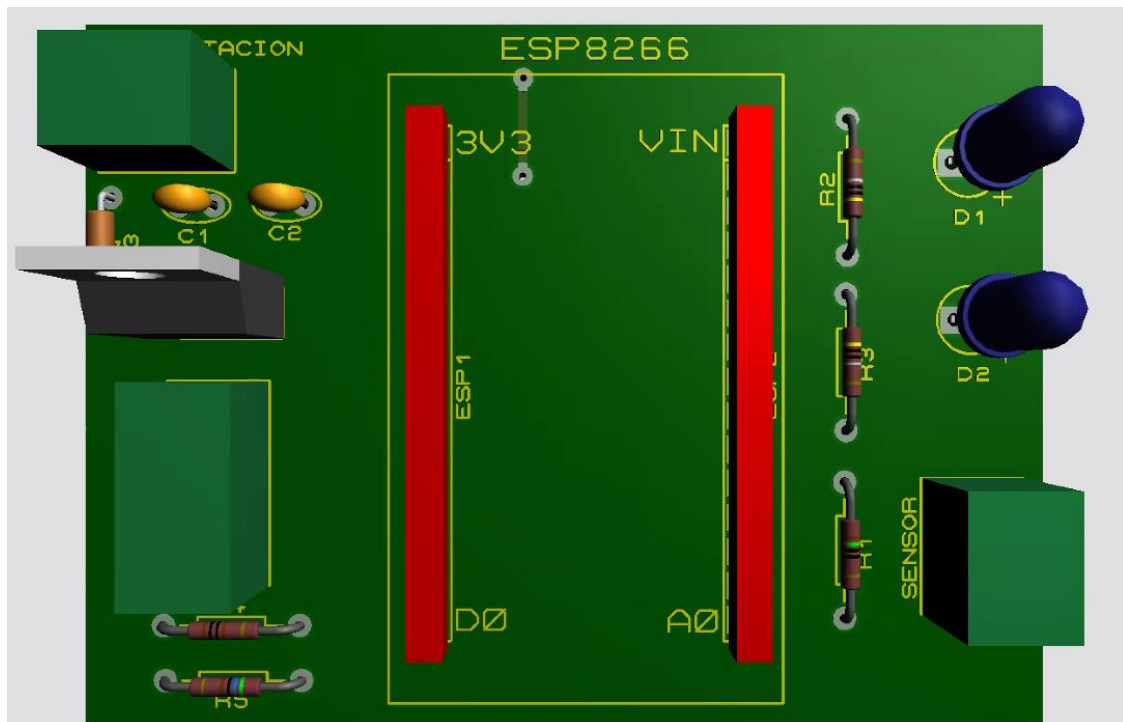 TACION
ESP8266
3V3
VIN
R2
C1
C2
D1
ESP1
R3
D2
SENSOR
R1
D0
A0
R5